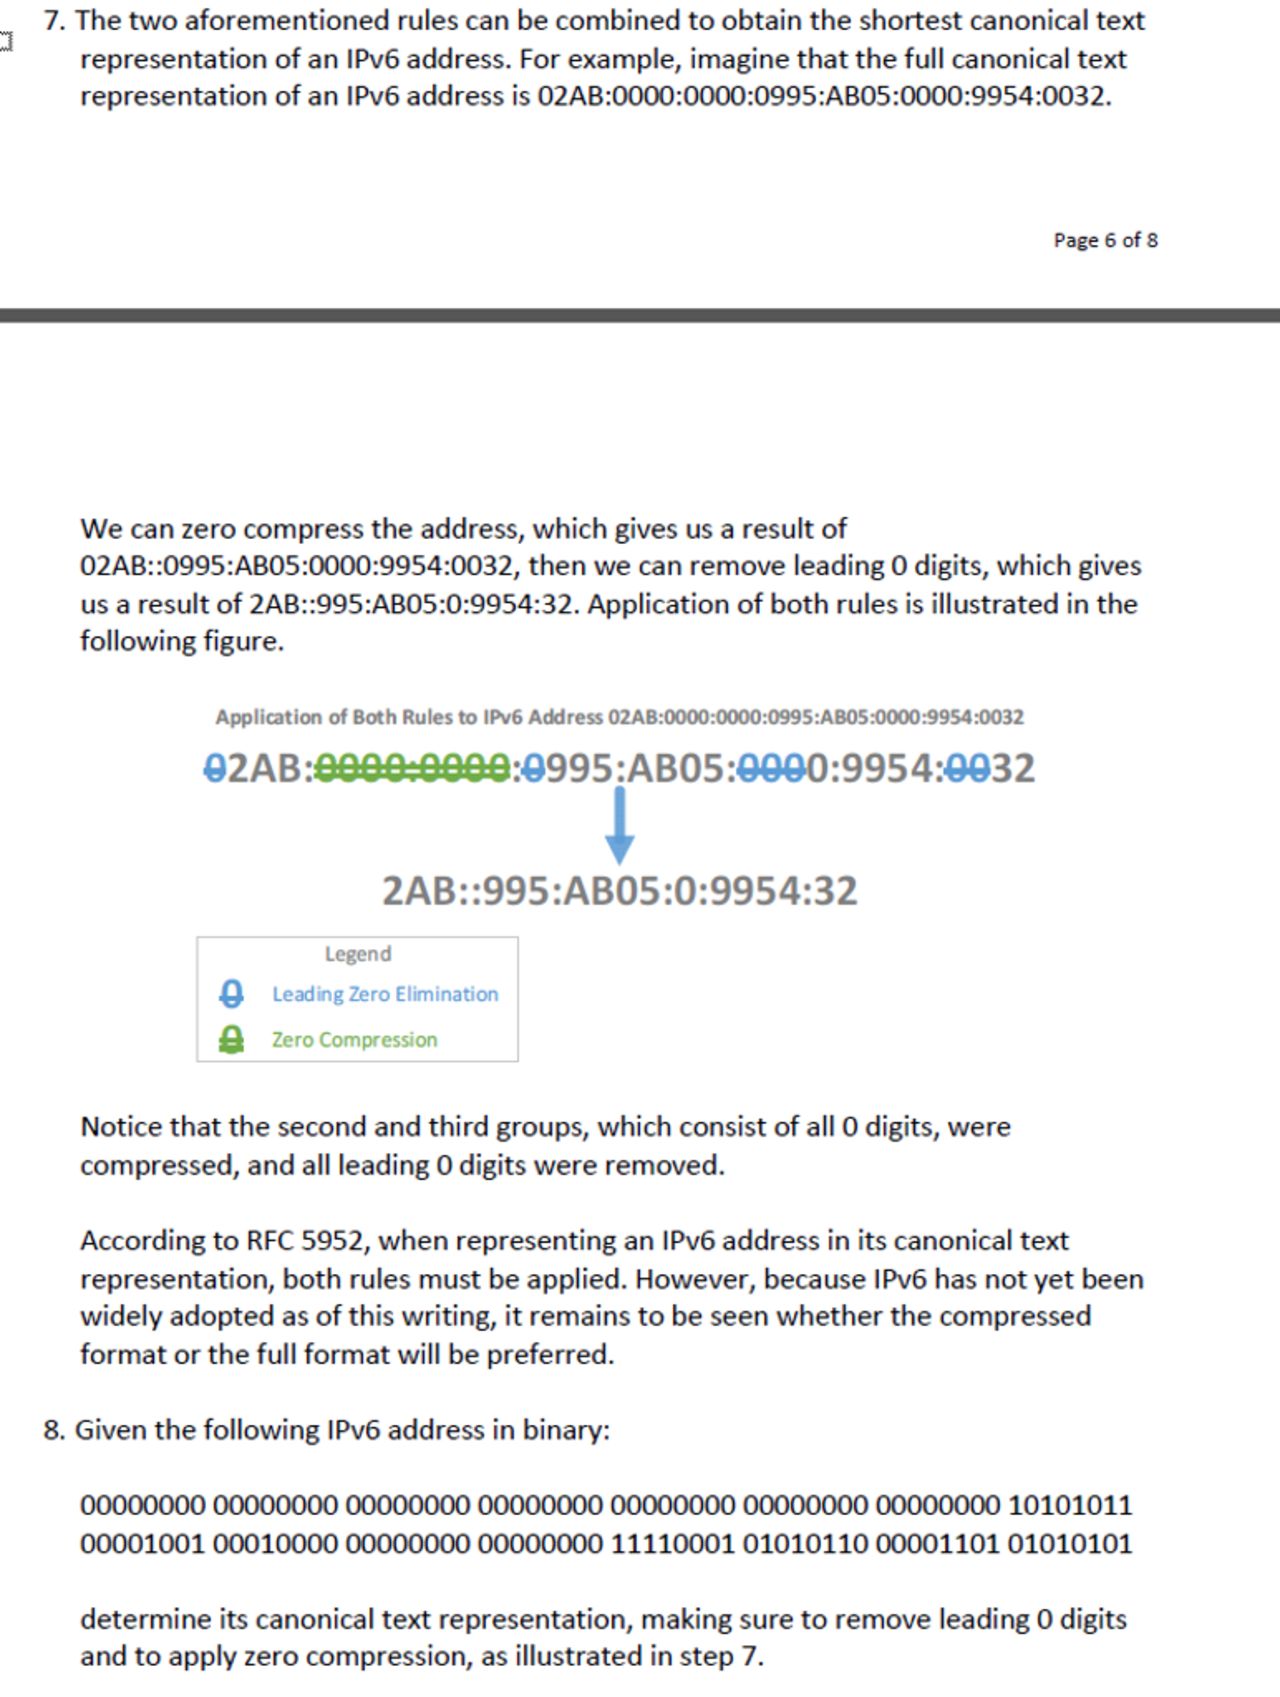 7. The two aforementioned rules can be combined to obtain the shortest canonical text
representation of an IPv6 address. For example, imagine that the full canonical text
representation of an IPv6 address is 02AB:0000:0000:0995:AB05:0000:9954:0032.
Page 6 of 8
We can zero compress the address, which gives us a result of
02AB::0995:AB05:0000:9954:0032, then we can remove leading 0 digits, which gives
us a result of 2AB::995:AB05:0:9954:32. Application of both rules is illustrated in the
following figure.
Application of Both Rules to IPv6 Address 02AB:0000:0000:0995:AB05:0000:9954:0032
02AB:0000:0000:0995:AB05:0000:9954:0032
2AB::995:AB05:0:9954:32
Legend
0 Leading Zero Elimination
0 Zero Compression
Notice that the second and third groups, which consist of all 0 digits, were
compressed, and all leading 0 digits were removed.
According to RFC 5952, when representing an IPv6 address in its canonical text
representation, both rules must be applied. However, because IPv6 has not yet been
widely adopted as of this writing, it remains to be seen whether the compressed
format or the full format will be preferred.
8. Given the following IPv6 address in binary:
00000000 00000000 00000000 00000000 00000000 00000000 00000000 10101011
00001001 00010000 00000000 00000000 11110001 01010110 00001101 01010101
determine its canonical text representation, making sure to remove leading 0 digits
and to apply zero compression, as illustrated in step 7.